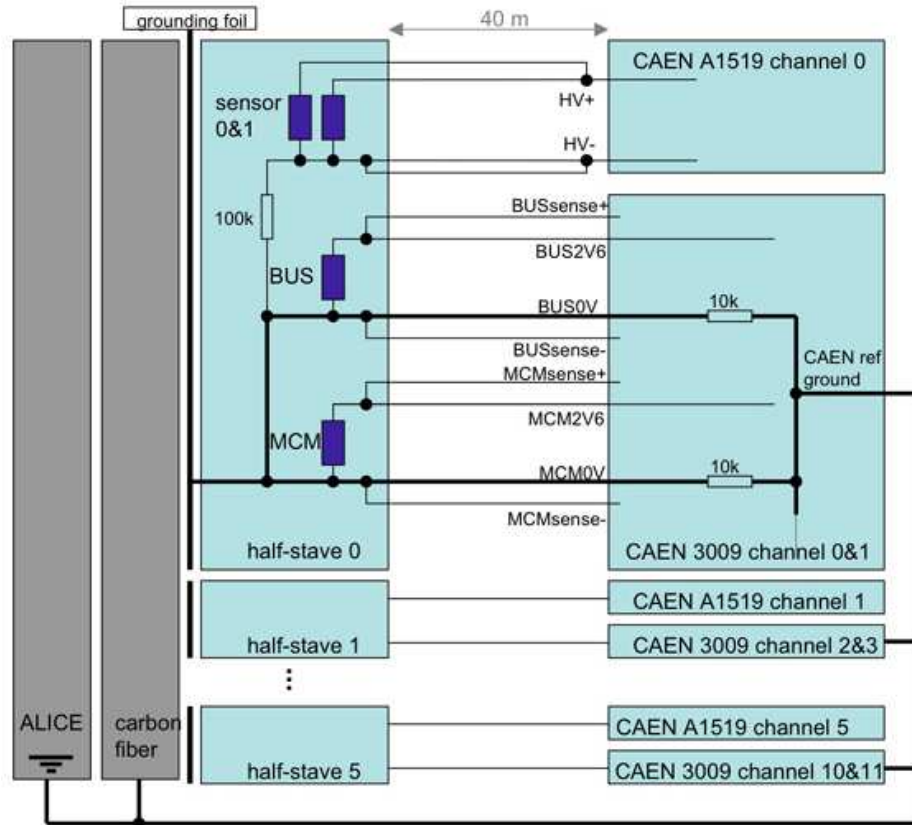 grounding foil
40 m
CAEN A1519 channel 0
sensor
0&1
HV+
HV-
100k
BUSsense+
BUS2V6
BUS
BUS0V
10k
BUSsense-
CAEN ref
ground
MCMsense+
MCM2V6
MCM
MCM0V
10k
MCMsense-
half-stave 0
CAEN 3009 channel 0&1
CAEN A1519 channel 1
half-stave 1
CAEN 3009 channel 2&3
ALICE
carbon
fiber
CAEN A1519 channel 5
half-stave 5
CAEN 3009 channel 10&11